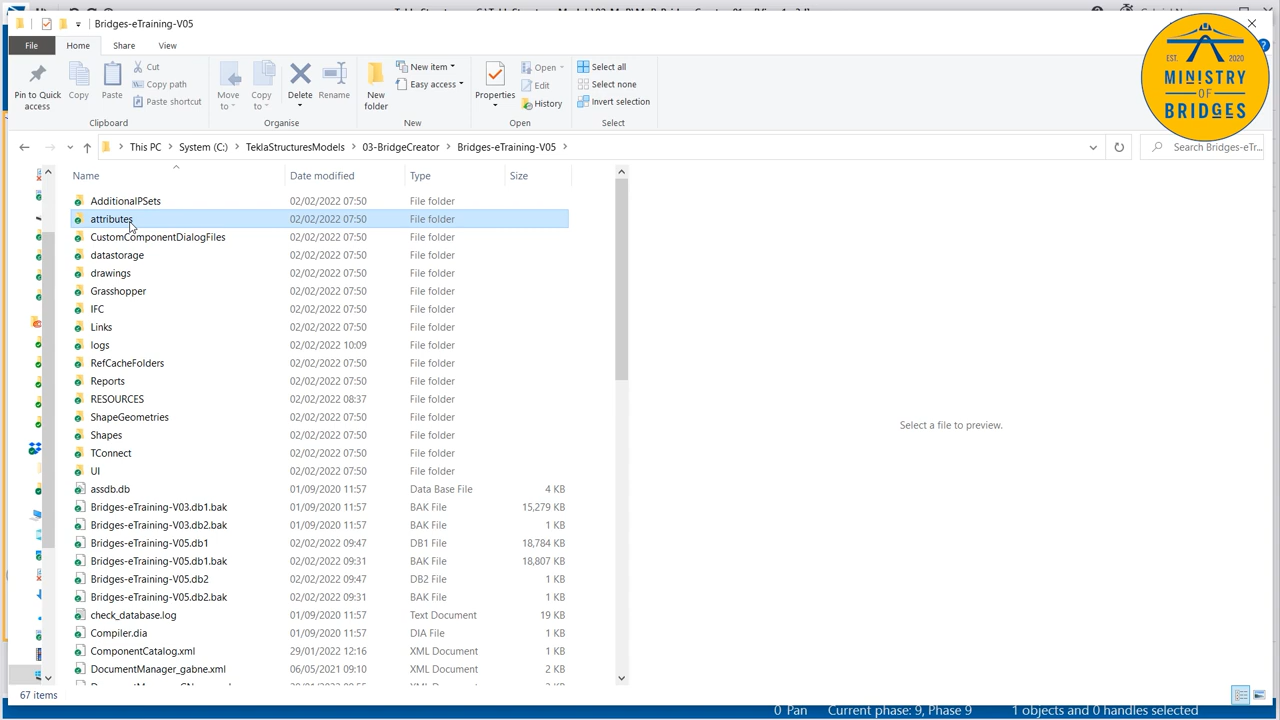 Bridges-eTraining-V05
File
Home
Share
View
Pin to Quick access
Copy
Paste
Cut
Copy path
Paste shortcut
Clipboard
Move to
Copy to
Delete
Rename
Organise
New folder
New item
Easy access
New
Properties
Open
Edit
History
Open
Select all
Select none
Invert selection
Select
EST. 2020
MINISTRY
OF
BRIDGES
This PC > System (C:) > TeklaStructuresModels > 03-BridgeCreator > Bridges-eTraining-V05 >
Search Bridges-eTr...
Name Date modified Type Size
AdditionalPSets 02/02/2022 07:50 File folder
attributes 02/02/2022 07:50 File folder
CustomComponentDialogFiles 02/02/2022 07:50 File folder
datastorage 02/02/2022 07:50 File folder
drawings 02/02/2022 07:50 File folder
Grasshopper 02/02/2022 07:50 File folder
IFC 02/02/2022 07:50 File folder
Links 02/02/2022 07:50 File folder
logs 02/02/2022 10:09 File folder
RefCacheFolders 02/02/2022 07:50 File folder
Reports 02/02/2022 07:50 File folder
RESOURCES 02/02/2022 08:37 File folder
ShapeGeometries 02/02/2022 07:50 File folder
Shapes 02/02/2022 07:50 File folder
TConnect 02/02/2022 07:50 File folder
UI 02/02/2022 07:50 File folder
assdb.db 01/09/2020 11:57 Data Base File 4 KB
Bridges-eTraining-V03.db1.bak 01/09/2020 11:57 BAK File 15,279 KB
Bridges-eTraining-V03.db2.bak 01/09/2020 11:57 BAK File 1 KB
Bridges-eTraining-V05.db1 02/02/2022 09:47 DB1 File 18,784 KB
Bridges-eTraining-V05.db1.bak 02/02/2022 09:31 BAK File 18,807 KB
Bridges-eTraining-V05.db2 02/02/2022 09:47 DB2 File 1 KB
Bridges-eTraining-V05.db2.bak 02/02/2022 09:31 BAK File 1 KB
check_database.log 01/09/2020 11:57 Text Document 19 KB
Compiler.dia 01/09/2020 11:57 DIA File 1 KB
ComponentCatalog.xml 29/01/2022 12:16 XML Document 1 KB
DocumentManager_gabne.xml 06/05/2021 09:10 XML Document 2 KB
Select a file to preview.
67 items
0 Pan Current phase: 9, Phase 9 1 objects and 0 handles selected